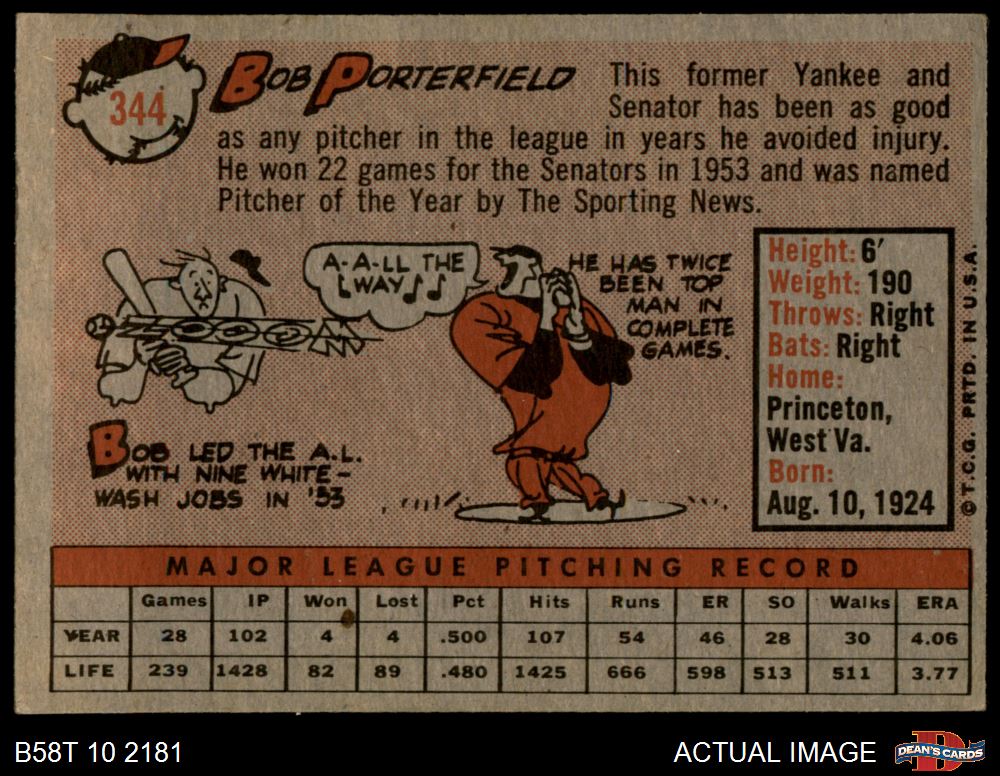 344
BOB PORTERFIELD
This former Yankee and
Senator has been as good
as any pitcher in the league in years he avoided injury.
He won 22 games for the Senators in 1953 and was named
Pitcher of the Year by The Sporting News.
A-A-LL THE
WAY
HE HAS TWICE
BEEN TOP
MAN IN
COMPLETE
GAMES.
BOB LED THE A.L.
WITH NINE WHITE-
WASH JOBS IN '53
Height: 6'
Weight: 190
Throws: Right
Bats: Right
Home:
Princeton,
West Va.
Born:
Aug. 10, 1924
© T.C.G. PRTD. IN U.S.A.
MAJOR LEAGUE PITCHING RECORD
Games IP Won Lost Pct Hits Runs ER SO Walks ERA
YEAR 28 102 4 4 .500 107 54 46 28 30 4.06
LIFE 239 1428 82 89 .480 1425 666 598 513 511 3.77
B58T 10 2181
ACTUAL IMAGE
DEAN'S CARDS